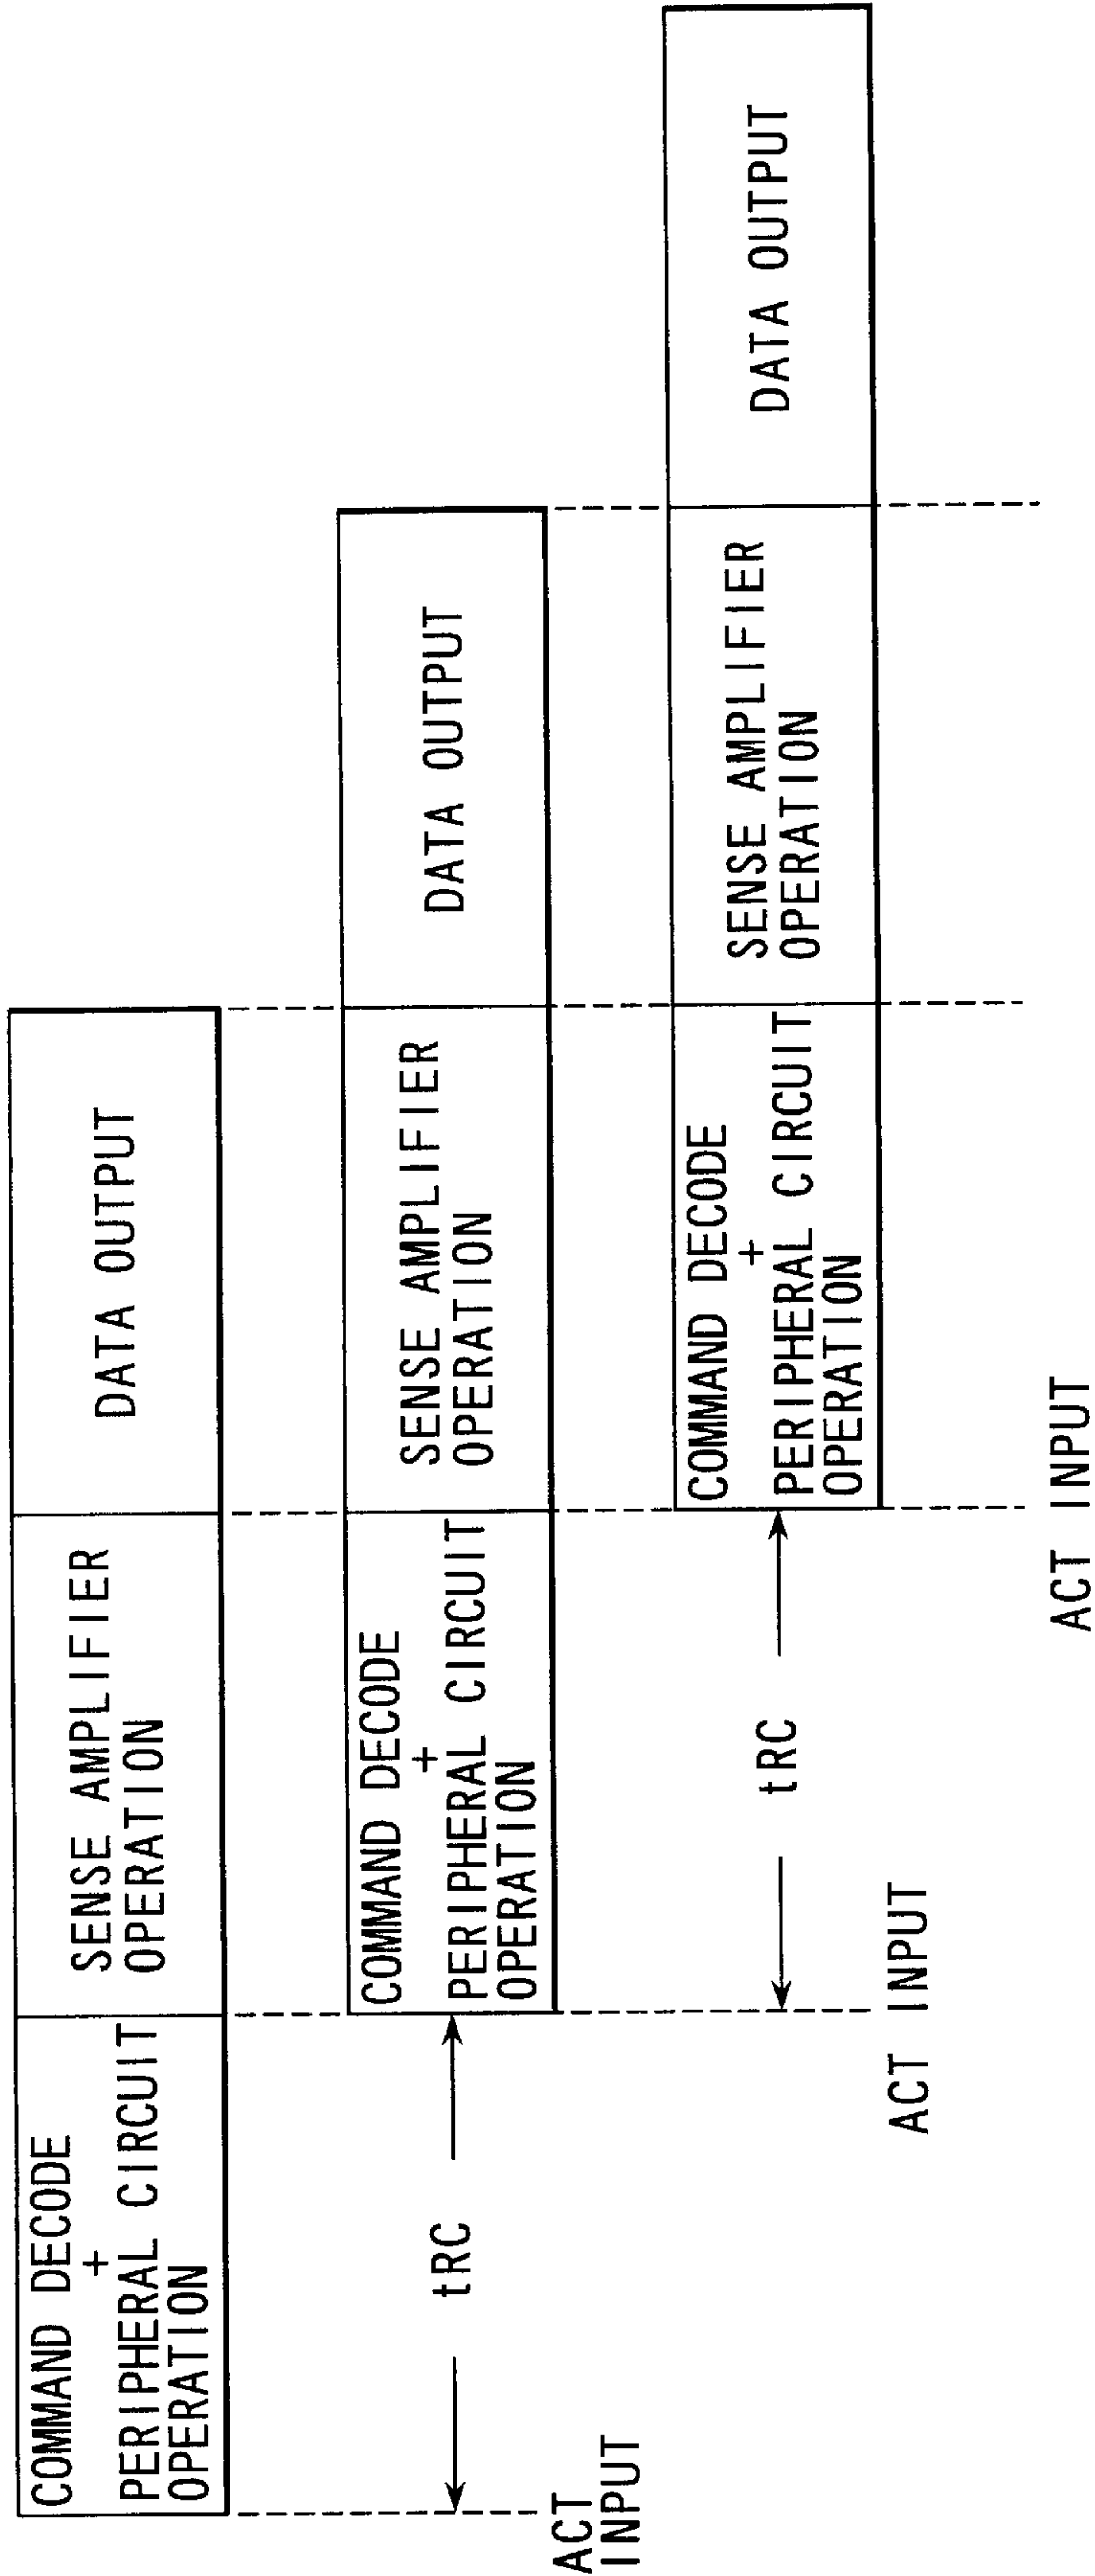 COMMAND DECODE
+
PERIPHERAL CIRCUIT
OPERATION
SENSE AMPLIFIER
OPERATION
DATA OUTPUT
tRC
COMMAND DECODE
+
PERIPHERAL CIRCUIT
OPERATION
SENSE AMPLIFIER
OPERATION
DATA OUTPUT
tRC
COMMAND DECODE
+
PERIPHERAL CIRCUIT
OPERATION
SENSE AMPLIFIER
OPERATION
DATA OUTPUT
ACT
INPUT
ACT INPUT
ACT INPUT